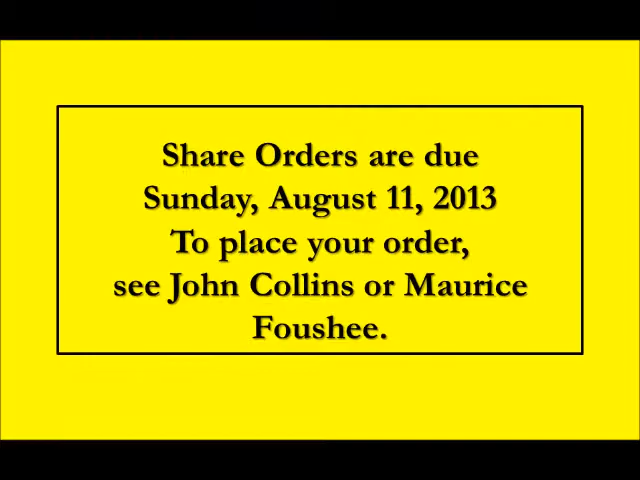 Share Orders are due
Sunday, August 11, 2013
To place your order,
see John Collins or Maurice
Foushee.